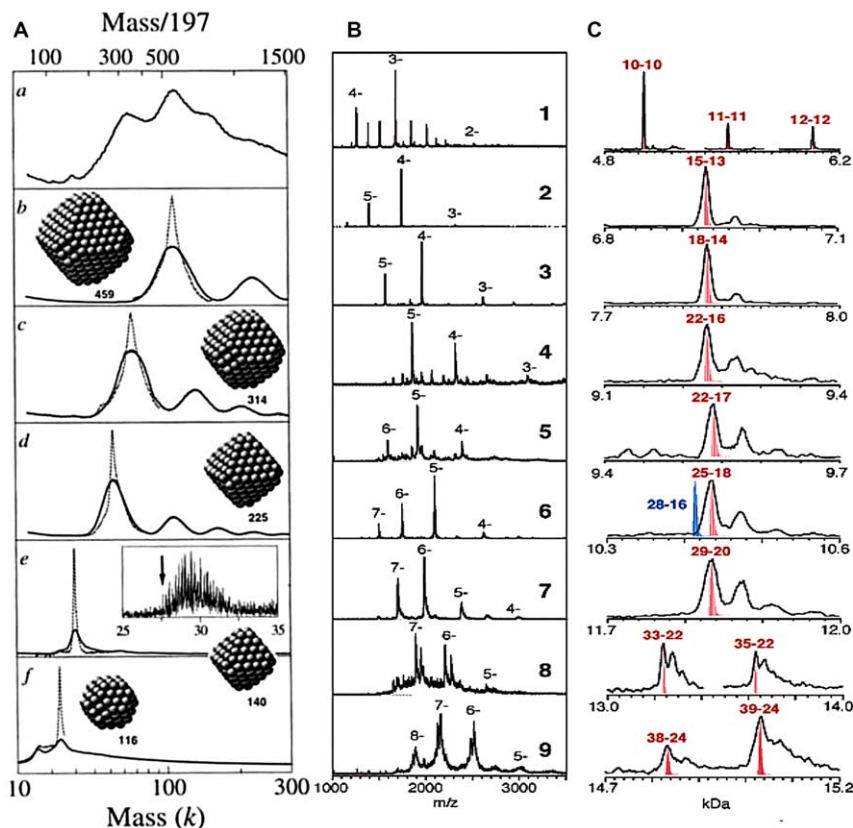 A
Mass/197
100 300 500 1500
a
b
459
c
314
d
225
e
25 30 35
140
f
116
10 100 300
Mass (k)
B
3-
4- 2- 1
4-
5- 3- 2
4-
5- 3- 3
5-
4- 3- 4
5-
6- 4- 5
5-
6-
7- 4- 6
6-
7- 5- 4- 7
7- 6-
5- 8
7- 6-
8- 5- 9
1000 2000 3000
m/z
C
10-10
11-11 12-12
4.8 6.2
15-13
6.8 7.1
18-14
7.7 8.0
22-16
9.1 9.4
22-17
9.4 9.7
25-18
28-16
10.3 10.6
29-20
11.7 12.0
33-22 35-22
13.0 14.0
39-24
38-24
14.7 15.2
kDa